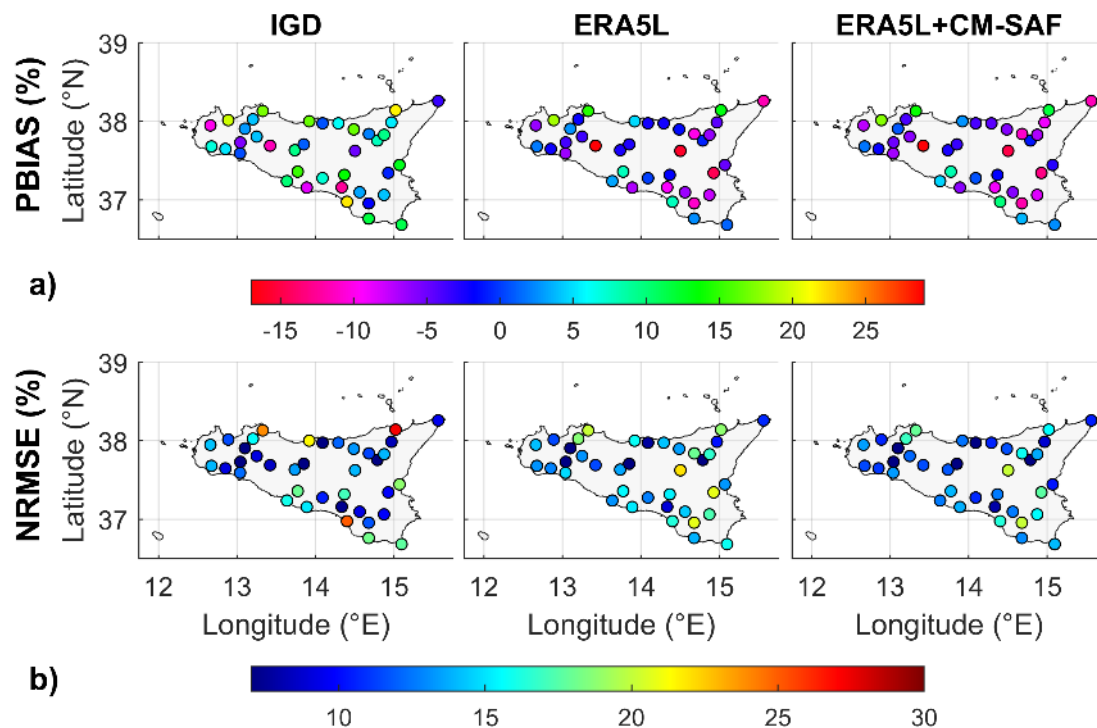 IGD ERA5L ERA5L+CM-SAF
PBIAS (%)
Latitude (°N)
39
38
37
a)
-15 -10 -5 0 5 10 15 20 25
NRMSE (%)
Latitude (°N)
39
38
37
12 13 14 15 12 13 14 15 12 13 14 15
Longitude (°E) Longitude (°E) Longitude (°E)
b)
10 15 20 25 30